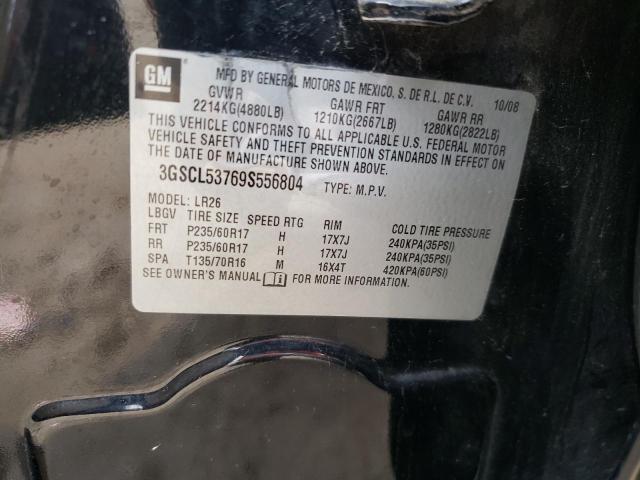 GM
MFD BY GENERAL MOTORS DE MEXICO, S. DE R.L. DE C.V. 10/08
GVWR GAWR FRT GAWR RR
2214KG(4880LB) 1210KG(2667LB) 1280KG(2822LB)
THIS VEHICLE CONFORMS TO ALL APPLICABLE U.S. FEDERAL MOTOR
VEHICLE SAFETY AND THEFT PREVENTION STANDARDS IN EFFECT ON
THE DATE OF MANUFACTURE SHOWN ABOVE.
3GSCL53769S556804 TYPE: M.P.V.
MODEL: LR26
LBGV TIRE SIZE SPEED RTG RIM COLD TIRE PRESSURE
FRT P235/60R17 H 17X7J 240KPA(35PSI)
RR P235/60R17 H 17X7J 240KPA(35PSI)
SPA T135/70R16 M 16X4T 420KPA(60PSI)
SEE OWNER'S MANUAL FOR MORE INFORMATION.